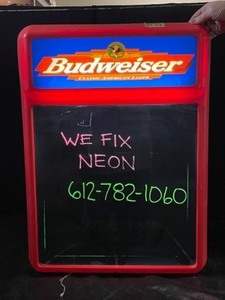 Budweiser
CLASSIC AMERICAN LAGER
WE FIX
NEON
612-782-1060